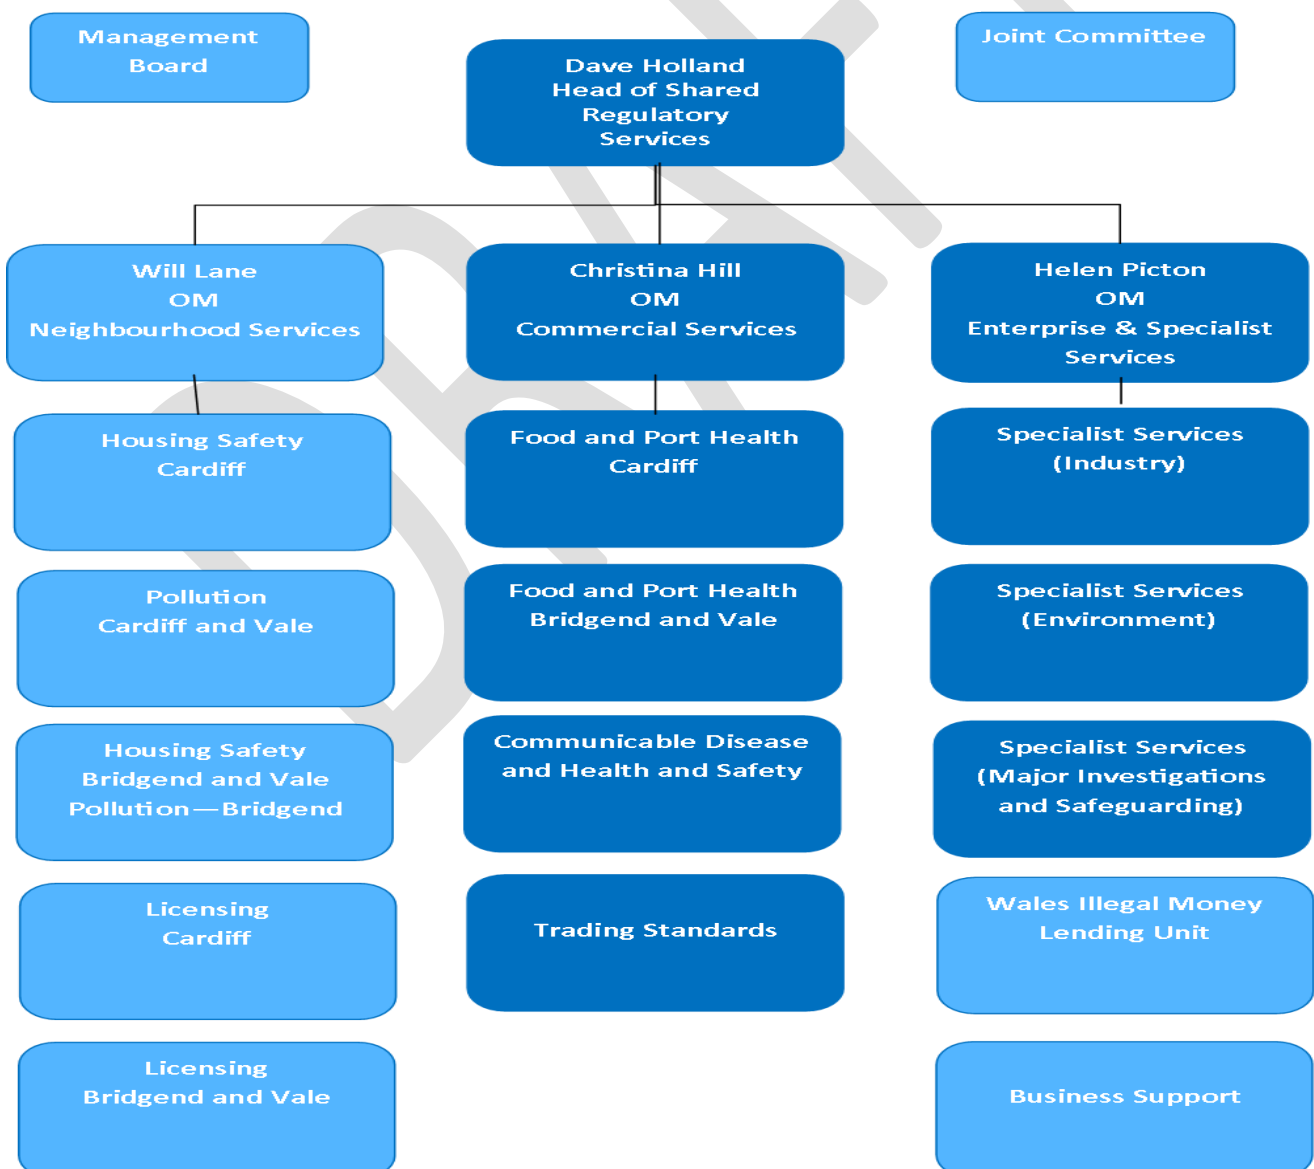 Management
Board
Joint Committee
Dave Holland
Head of Shared
Regulatory
Services
Will Lane
OM
Neighbourhood Services
Christina Hill
OM
Commercial Services
Helen Picton
OM
Enterprise & Specialist
Services
Housing Safety
Cardiff
Food and Port Health
Cardiff
Specialist Services
(Industry)
Pollution
Cardiff and Vale
Food and Port Health
Bridgend and Vale
Specialist Services
(Environment)
Housing Safety
Bridgend and Vale
Pollution—Bridgend
Communicable Disease
and Health and Safety
Specialist Services
(Major Investigations
and Safeguarding)
Licensing
Cardiff
Trading Standards
Wales Illegal Money
Lending Unit
Licensing
Bridgend and Vale
Business Support